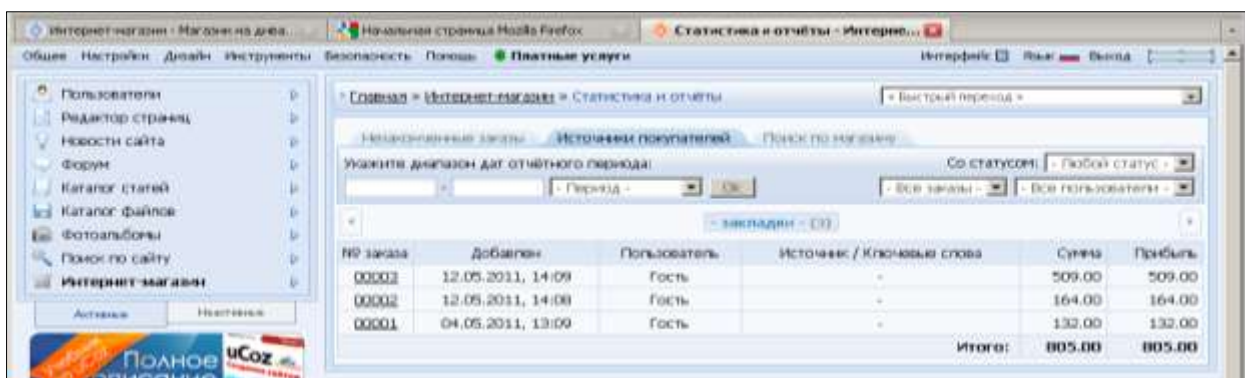 Интернет-магазин - Магазин на дива... Начальная страница Mozilla Firefox Статистика и отчёты - Интерне...
Общее Настройки Дизайн Инструменты Безопасность Помощь Платные услуги Интерфейс Язык Выход
Пользователи
Редактор страниц
Новости сайта
Форум
Каталог статей
Каталог файлов
Фотоальбомы
Поиск по сайту
Интернет-магазин
Активные Неактивные
Полное
uCoz
Главная » Интернет-магазин » Статистика и отчёты « Быстрый переход »
Незаконченные заказы Источники покупателей Поиск по магазину
Укажите диапазон дат отчётного периода: Со статусом: - Любой статус -
- - Период - Ok - Все заказы - - Все пользователи -
- закладки - (3)
№ заказа Добавлен Пользователь Источник / Ключевые слова Сумма Прибыль
00003 12.05.2011, 14:09 Гость - 509.00 509.00
00002 12.05.2011, 14:08 Гость - 164.00 164.00
00001 04.05.2011, 13:09 Гость - 132.00 132.00
Итого: 805.00 805.00